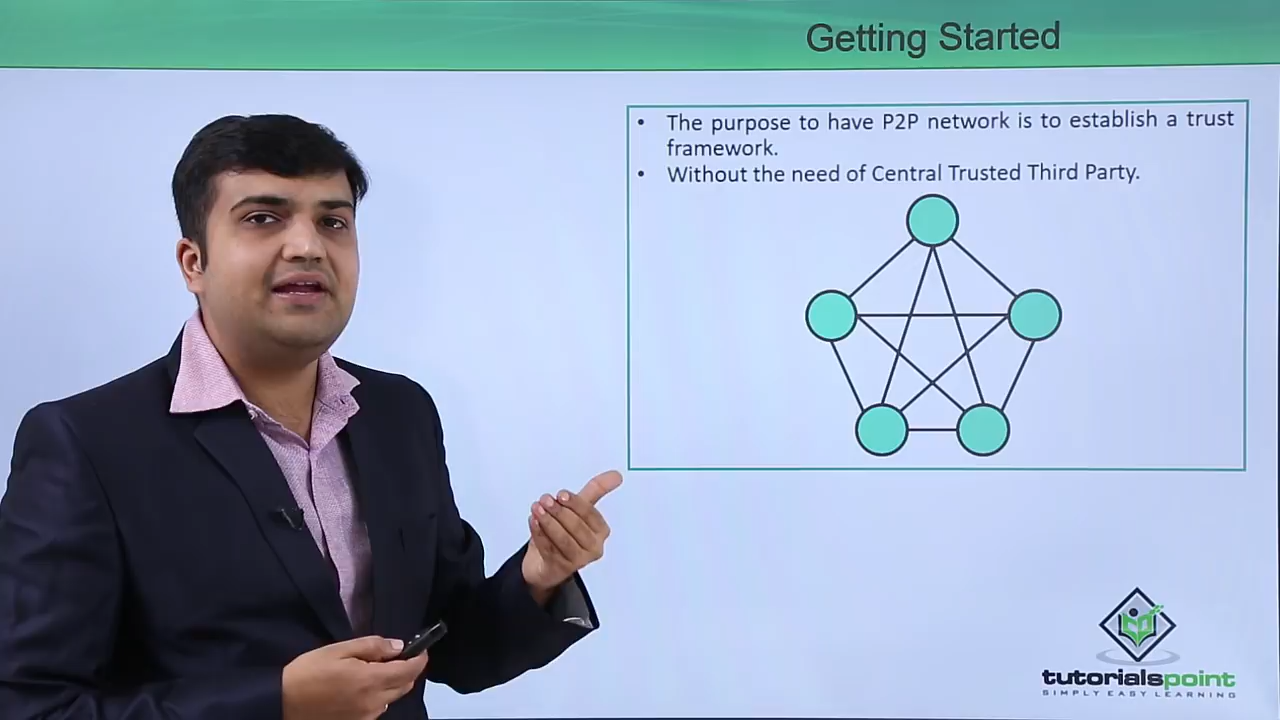 Getting Started
• The purpose to have P2P network is to establish a trust
framework.
• Without the need of Central Trusted Third Party.
tutorialspoint
SIMPLY EASY LEARNING